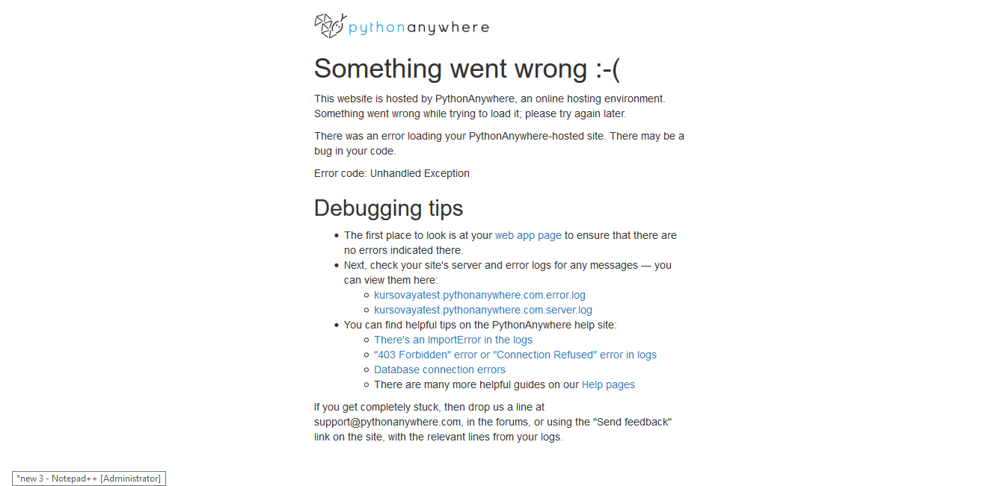 pythonanywhere
Something went wrong :-(
This website is hosted by PythonAnywhere, an online hosting environment.
Something went wrong while trying to load it; please try again later.
There was an error loading your PythonAnywhere-hosted site. There may be a
bug in your code.
Error code: Unhandled Exception
Debugging tips
The first place to look is at your web app page to ensure that there are
no errors indicated there.
Next, check your site's server and error logs for any messages — you
can view them here:
kursovayatest.pythonanywhere.com.error.log
kursovayatest.pythonanywhere.com.server.log
You can find helpful tips on the PythonAnywhere help site:
There's an ImportError in the logs
"403 Forbidden" error or "Connection Refused" error in logs
Database connection errors
There are many more helpful guides on our Help pages
If you get completely stuck, then drop us a line at
support@pythonanywhere.com, in the forums, or using the "Send feedback"
link on the site, with the relevant lines from your logs.
*new 3 - Notepad++ [Administrator]